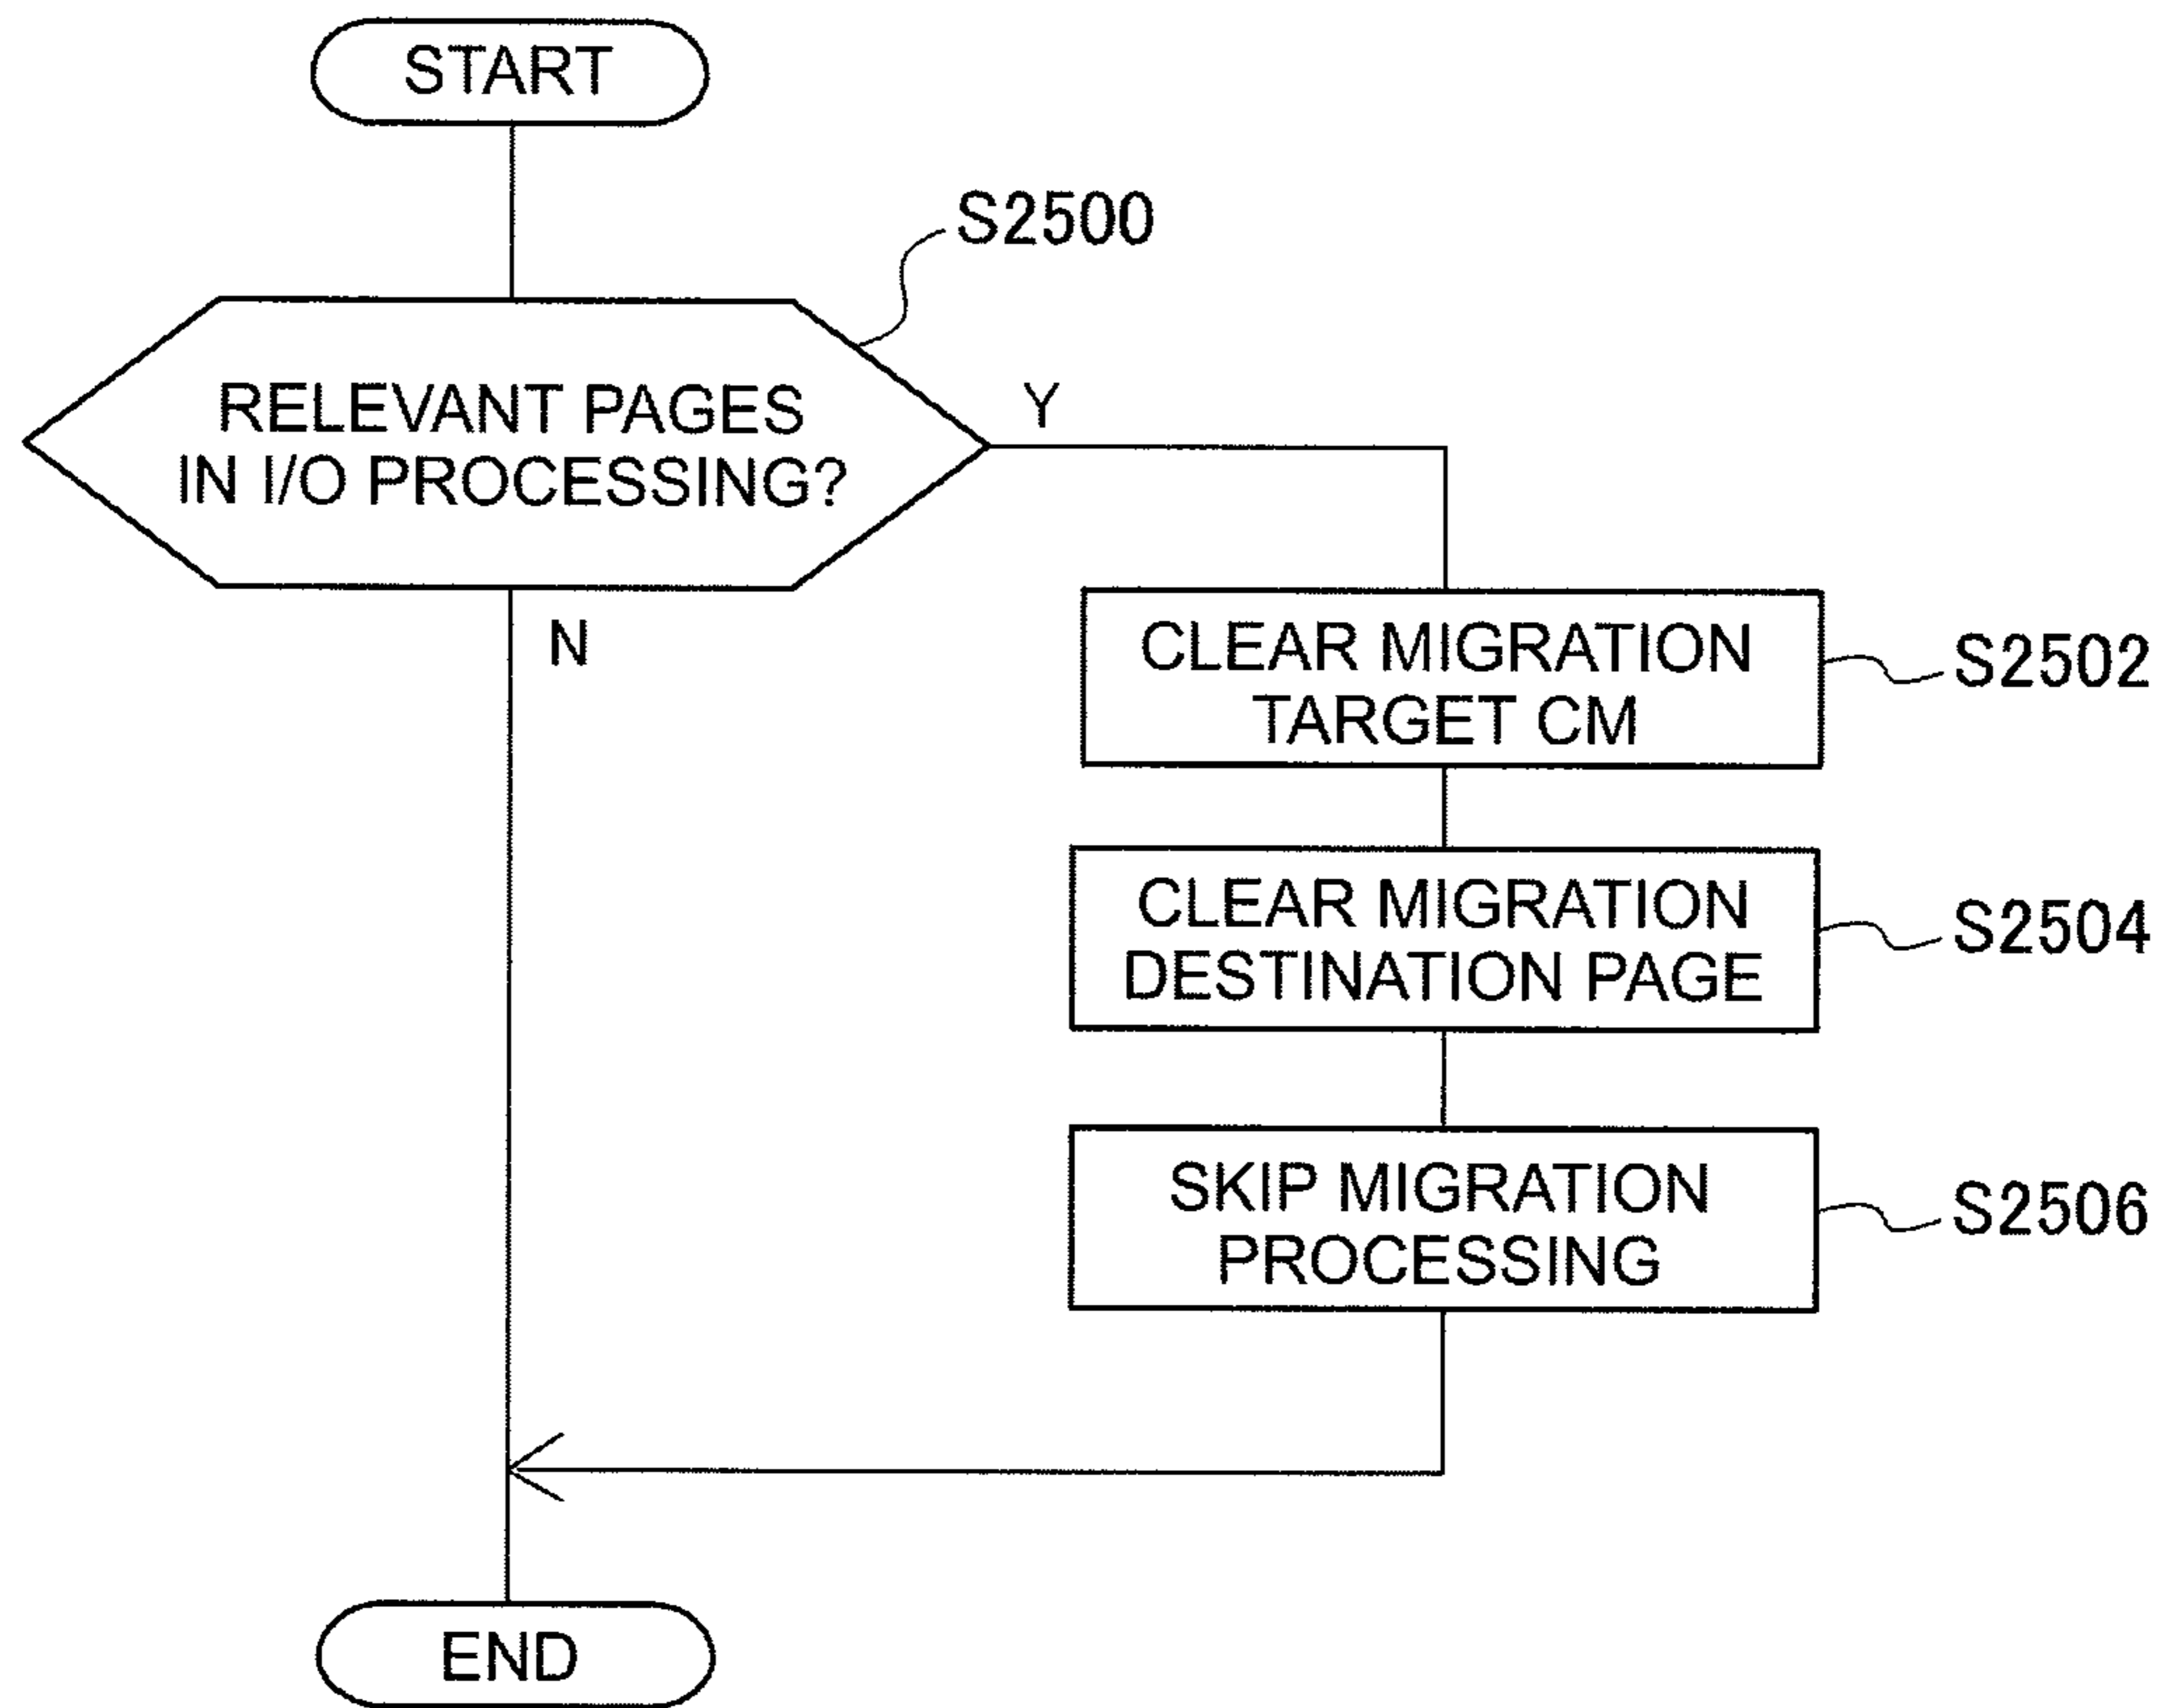 START
S2500
RELEVANT PAGES
IN I/O PROCESSING?
Y
N
CLEAR MIGRATION
TARGET CM
S2502
CLEAR MIGRATION
DESTINATION PAGE
S2504
SKIP MIGRATION
PROCESSING
S2506
END